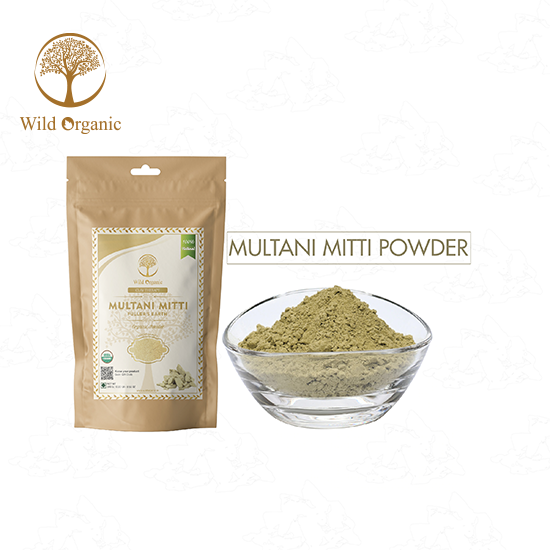 Wild Organic
Wild Organic
MULTANI MITTI
FULLER'S EARTH
MULTANI MITTI POWDER